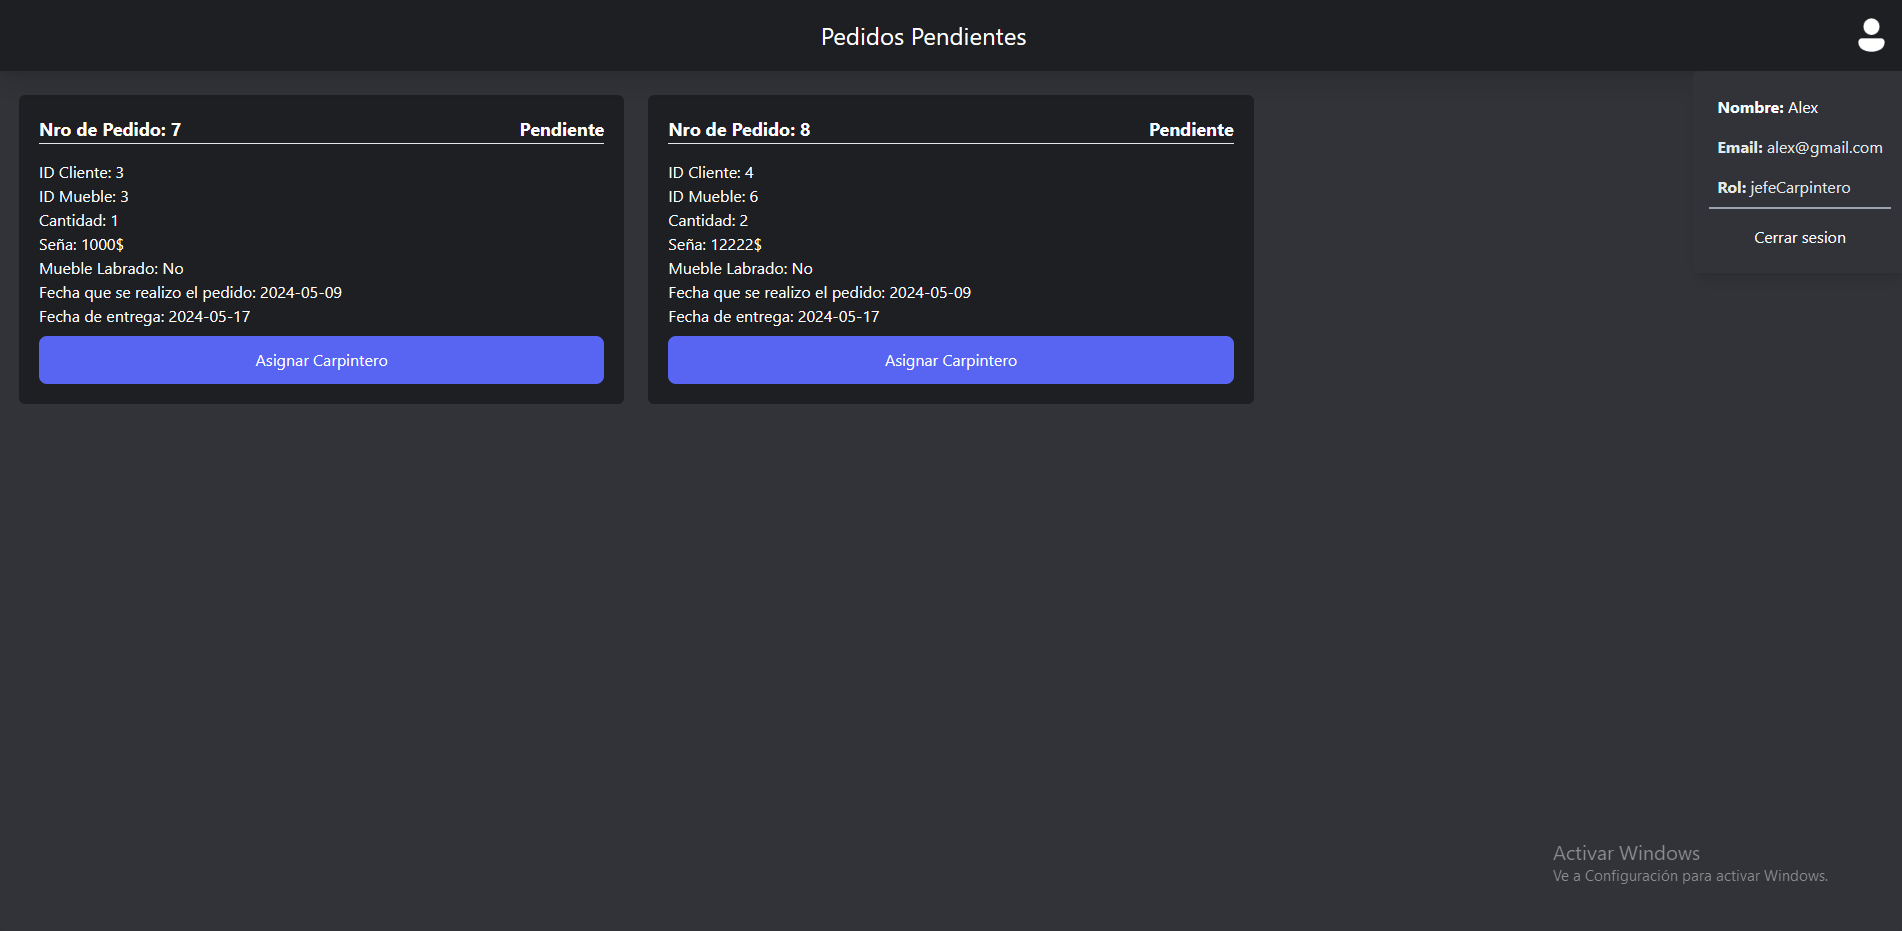 Pedidos Pendientes
Nombre: Alex
Email: alex@gmail.com
Rol: jefeCarpintero
Cerrar sesion
Nro de Pedido: 7 Pendiente
ID Cliente: 3
ID Mueble: 3
Cantidad: 1
Seña: 1000$
Mueble Labrado: No
Fecha que se realizo el pedido: 2024-05-09
Fecha de entrega: 2024-05-17
Asignar Carpintero
Nro de Pedido: 8 Pendiente
ID Cliente: 4
ID Mueble: 6
Cantidad: 2
Seña: 12222$
Mueble Labrado: No
Fecha que se realizo el pedido: 2024-05-09
Fecha de entrega: 2024-05-17
Asignar Carpintero
Activar Windows
Ve a Configuración para activar Windows.